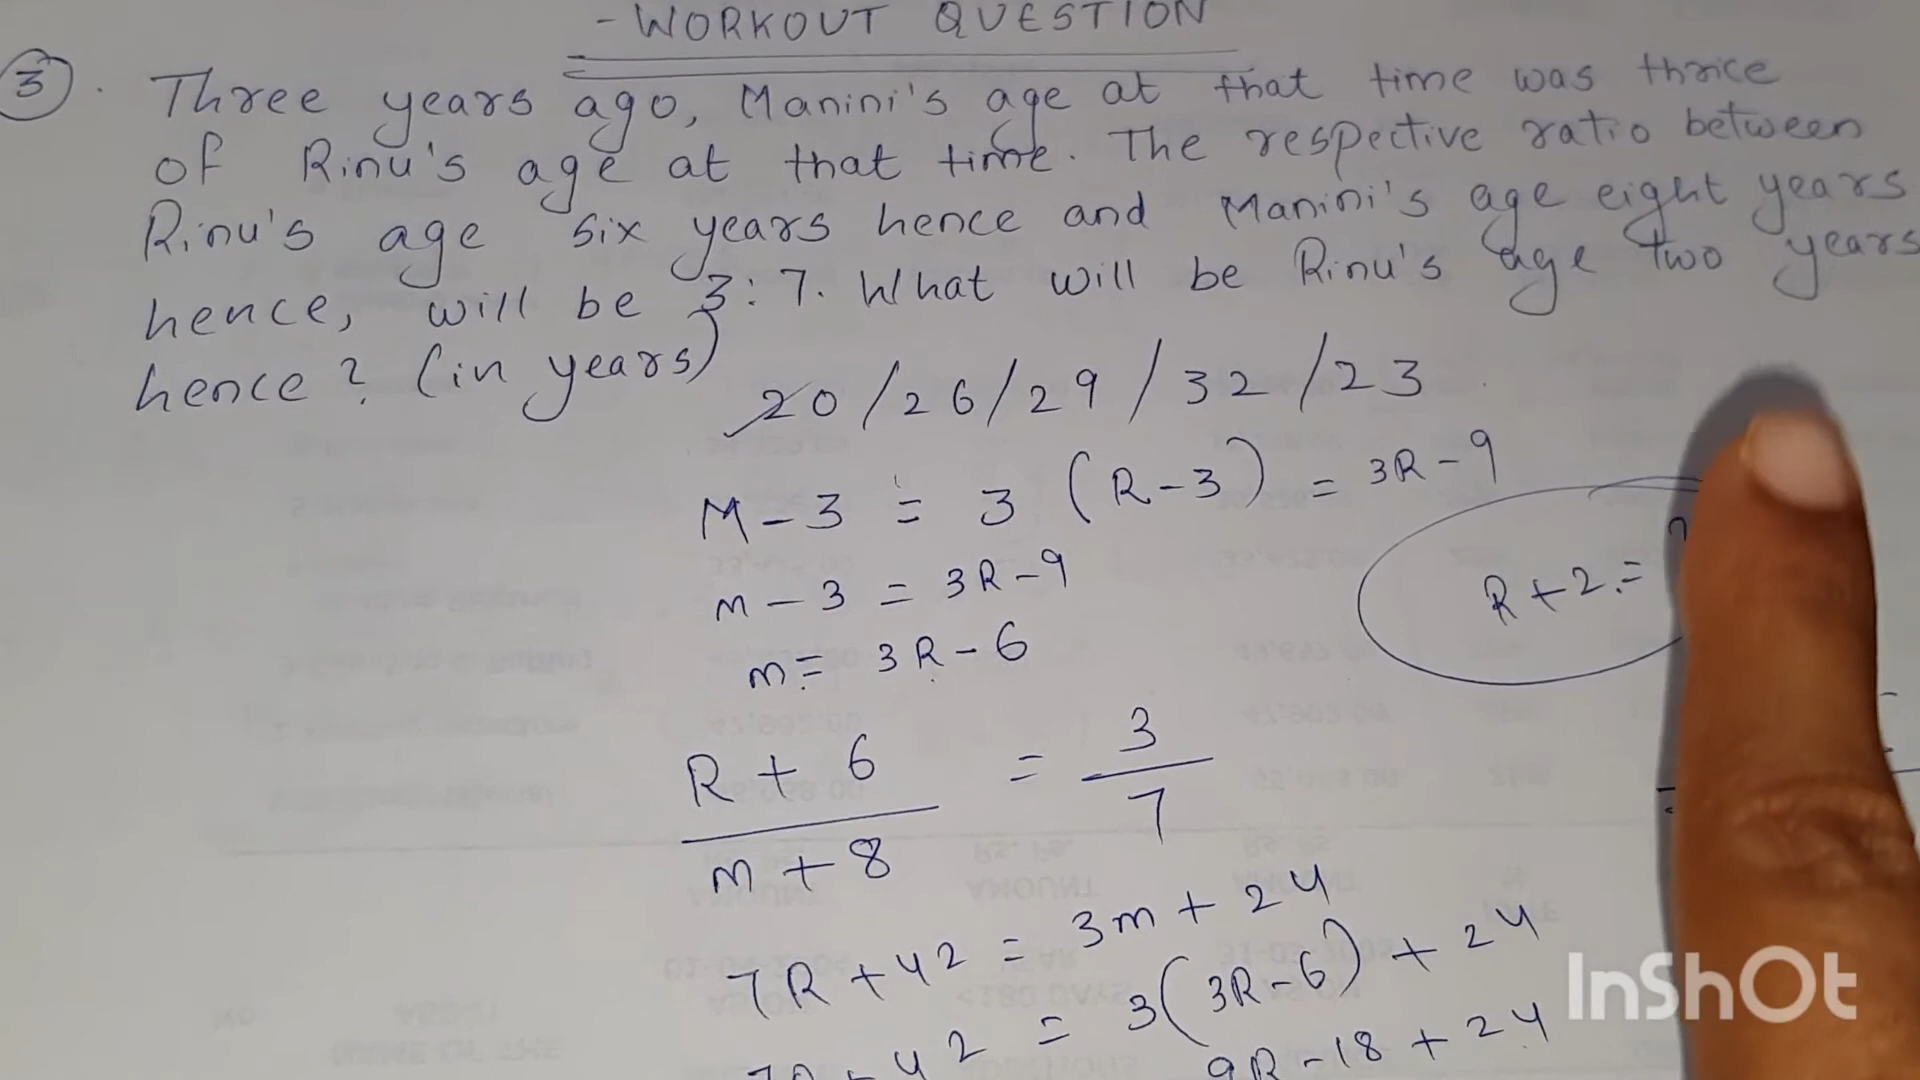 - WORKOUT QUESTION
3. Three years ago, Manini's age at that time was thrice
of Rinu's age at that time. The respective ratio between
Rinu's age six years hence and Manini's age eight years
hence, will be 3:7. What will be Rinu's age two years
hence? (in years)
20/26/29/32/23
M-3 = 3(R-3) = 3R-9
m-3 = 3R-9
R+2 =
m = 3R-6
R+6 = 3
m+8 7
7R+42 = 3m+24
= 3(3R-6)+24
42
9R-18+24
InShOt